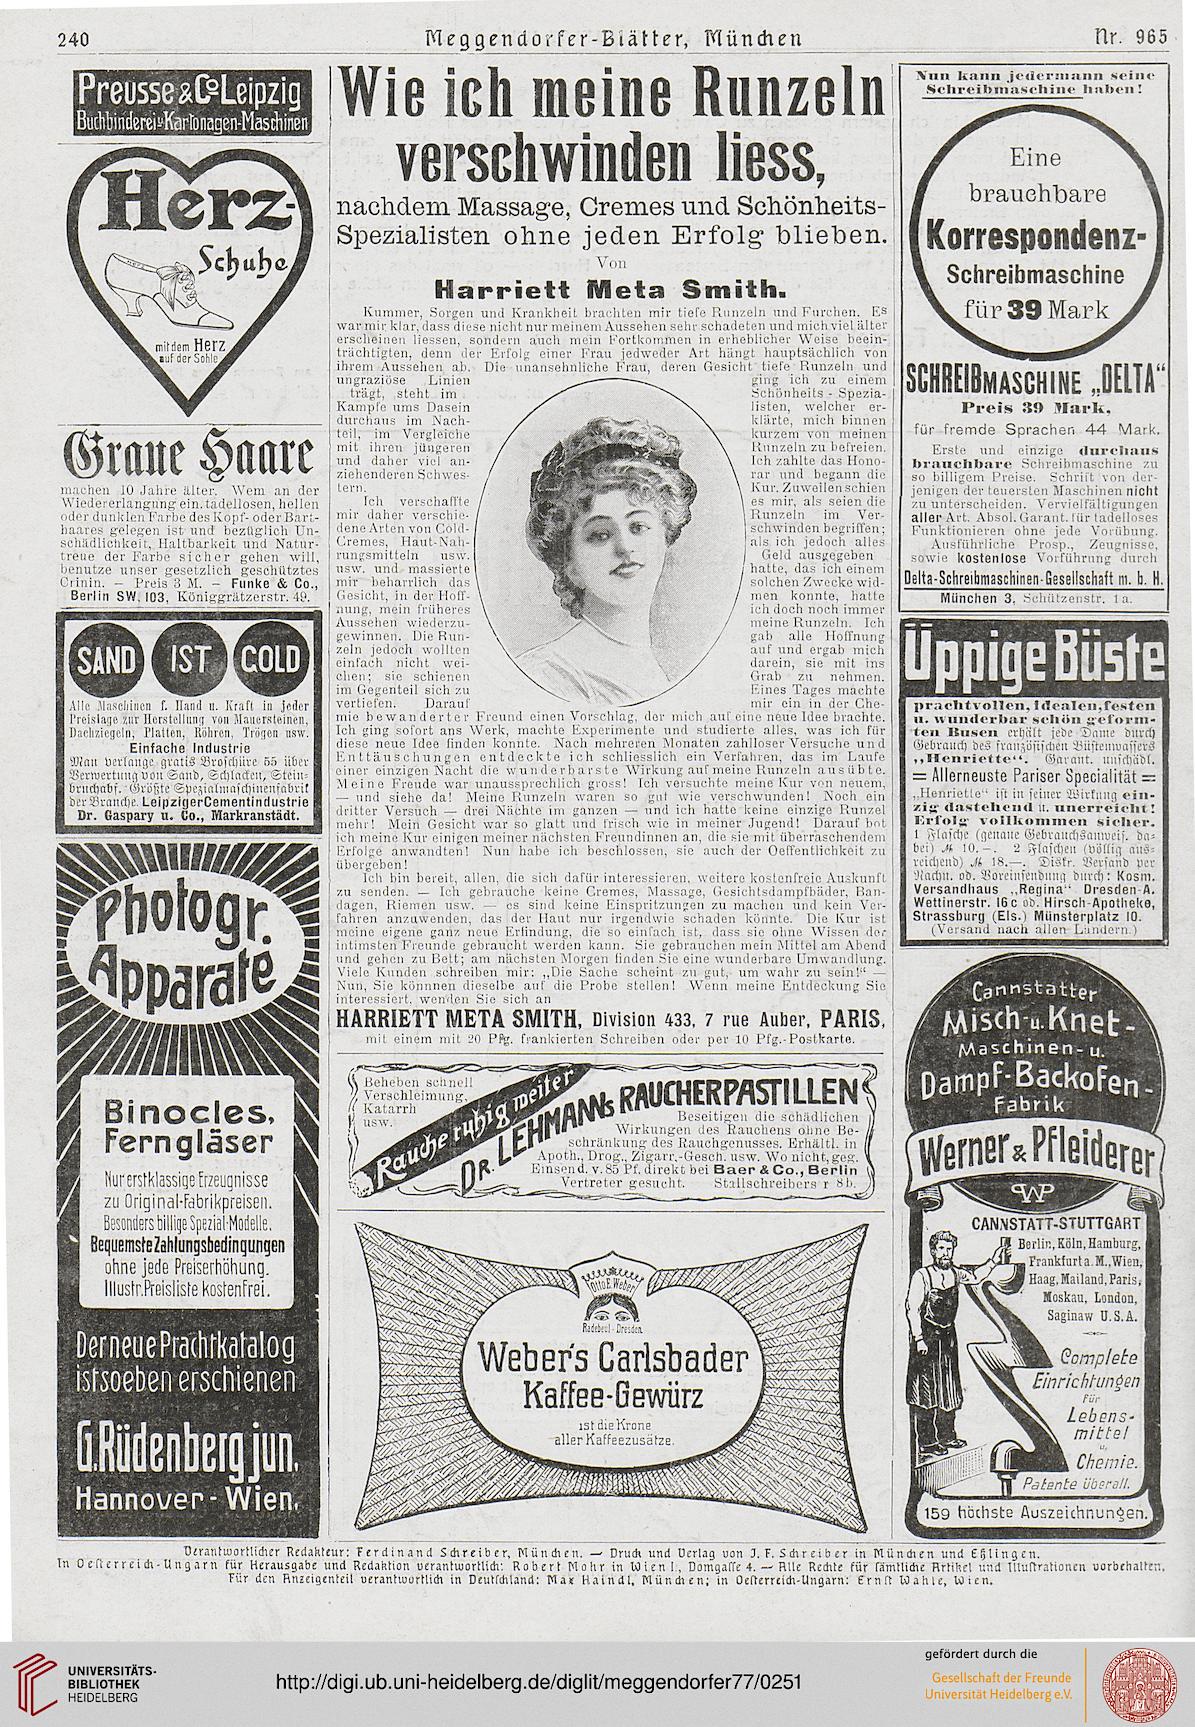 240
Meggendorfer-Blätter, München
Nr. 965
Preusse & Co Leipzig
Buchbinderei u. Kartonagen-Maschinen
Herz-
Schuhe
mit dem Herz
auf der Sohle
Graue Haare
machen 10 Jahre älter. Wem an der
Wiedererlangung ein. tadellosen, hellen
oder dunklen Farbe des Kopf- oder Bart-
haares gelegen ist und bezüglich Un-
schädlichkeit, Haltbarkeit und Natur-
treue der Farbe sicher gehen will,
benutze unser gesetzlich geschütztes
Crinin. — Preis 3 M. — Funke & Co.,
Berlin SW. 103, Königgrätzerstr. 49.
SAND IST GOLD
Alle Maschinen f. Hand u. Kraft in jeder
Preislage zur Herstellung von Mauersteinen,
Dachziegeln, Platten, Röhren, Trögen usw.
Einfache Industrie
Man verlange gratis Broschüre 55 über
Verwertung von Sand, Schlacken, Stein-
bruchabf. Größte Spezialmaschinenfabrik
der Branche. Leipziger Cementindustrie
Dr. Gaspary u. Co., Markranstädt.
Photogr.
Apparate
Binocles,
Ferngläser
Nur erstklassige Erzeugnisse
zu Original-Fabrikpreisen.
Besonders billige Spezial-Modelle.
Bequemste Zahlungsbedingungen
ohne jede Preiserhöhung.
Illustr. Preisliste kostenfrei.
Der neue Prachtkatalog
ist soeben erschienen
G. Rüdenberg jun.
Hannover - Wien.
Wie ich meine Runzeln
verschwinden liess,
nachdem Massage, Cremes und Schönheits-
Spezialisten ohne jeden Erfolg blieben.
Von
Harriett Meta Smith.
Kummer, Sorgen und Krankheit brachten mir tiefe Runzeln und Furchen. Es
war mir klar, dass diese nicht nur meinem Aussehen sehr schadeten und mich viel älter
erscheinen liessen, sondern auch mein Fortkommen in erheblicher Weise beein-
trächtigten, denn der Erfolg einer Frau jedweder Art hängt hauptsächlich von
ihrem Aussehen ab. Die unansehnliche Frau, deren Gesicht tiefe Runzeln und
ungraziöse Linien
trägt, steht im
Kampfe ums Dasein
durchaus im Nach-
teil, im Vergleiche
mit ihren jüngeren
und daher viel an-
ziehenderen Schwes-
tern.
Ich verschaffte
mir daher verschie-
dene Arten von Cold-
Cremes, Haut-Nah-
rungsmitteln usw.
usw. und massierte
mir beharrlich das
Gesicht, in der Hoff-
nung, mein früheres
Aussehen wiederzu-
gewinnen. Die Run-
zeln jedoch wollten
einfach nicht wei-
chen; sie schienen
im Gegenteil sich zu
vertiefen. Darauf
ging ich zu einem
Schönheits-Spezia-
listen, welcher er-
klärte, mich binnen
kurzem von meinen
Runzeln zu befreien.
Ich zahlte das Hono-
rar und begann die
Kur. Zuweilen schien
es mir, als seien die
Runzeln im Ver-
schwinden begriffen;
als ich jedoch alles
Geld ausgegeben
hatte, das ich einem
solchen Zwecke wid-
men konnte, hatte
ich doch noch immer
meine Runzeln. Ich
gab alle Hoffnung
auf und ergab mich
darein, sie mit ins
Grab zu nehmen.
Eines Tages machte
mir ein in der Che-
mie bewanderter Freund einen Vorschlag, der mich auf eine neue Idee brachte.
Ich ging sofort ans Werk, machte Experimente und studierte alles, was ich für
diese neue Idee finden konnte. Nach mehreren Monaten zahlloser Versuche und
Enttäuschungen entdeckte ich schliesslich ein Verfahren, das im Laufe
einer einzigen Nacht die wunderbarste Wirkung auf meine Runzeln ausübte.
Meine Freude war unaussprechlich gross! Ich versuchte meine Kur von neuem,
— und siehe da! Meine Runzeln waren so gut wie verschwunden! Noch ein
dritter Versuch — drei Nächte im ganzen — und ich hatte keine einzige Runzel
mehr! Mein Gesicht war so glatt und frisch wie in meiner Jugend! Darauf bot
ich meine Kur einigen meiner nächsten Freundinnen an, die sie mit überraschendem
Erfolge anwandten! Nun habe ich beschlossen, sie auch der Oeffentlichkeit zu
übergeben!
Ich bin bereit, allen, die sich dafür interessieren, weitere kostenfreie Auskunft
zu senden. — Ich gebrauche keine Cremes, Massage, Gesichtsdampfbäder, Ban-
dagen, Riemen usw. — es sind keine Einspritzungen zu machen und kein Ver-
fahren anzuwenden, das der Haut nur irgendwie schaden könnte. Die Kur ist
meine eigene ganz neue Erfindung, die so einfach ist, dass sie ohne Wissen der
intimsten Freunde gebraucht werden kann. Sie gebrauchen mein Mittel am Abend
und gehen zu Bett; am nächsten Morgen finden Sie eine wunderbare Umwandlung.
Viele Kunden schreiben mir: „Die Sache scheint zu gut, um wahr zu sein!“ —
Nun, Sie könnnen dieselbe auf die Probe stellen! Wenn meine Entdeckung Sie
interessiert, wenden Sie sich an
HARRIETT META SMITH, Division 433, 7 rue Auber, PARIS,
mit einem mit 20 Pfg. frankierten Schreiben oder per 10 Pfg.-Postkarte.
Beheben schnell
Verschleimung,
Katarrh
usw.
Rauche ruhig weiter
DR. LEHMANNs RAUCHERPASTILLEN
Beseitigen die schädlichen
Wirkungen des Rauchens ohne Be-
schränkung des Rauchgenusses. Erhältl. in
Apoth., Drog., Zigarr.-Gesch. usw. Wo nicht, geg.
Einsend. v. 85 Pf. direkt bei Baer & Co., Berlin
Vertreter gesucht. Stallschreiberstr 8b.
Otto E. Weber
Radebeul - Dresden
Weber's Carlsbader
Kaffee-Gewürz
ist die Krone
aller Kaffeezusätze.
Nun kann jedermann seine
Schreibmaschine haben!
Eine
brauchbare
Korrespondenz-
Schreibmaschine
für 39 Mark
SCHREIBMASCHINE „DELTA“
Preis 39 Mark,
für fremde Sprachen 44 Mark.
Erste und einzige durchaus
brauchbare Schreibmaschine zu
so billigem Preise. Schrift von der-
jenigen der teuersten Maschinen nicht
zu unterscheiden. Vervielfältigungen
aller Art. Absol. Garant. für tadelloses
Funktionieren ohne jede Vorübung.
Ausführliche Prosp., Zeugnisse,
sowie kostenlose Vorführung durch
Delta-Schreibmaschinen-Gesellschaft m. b. H.
München 3, Schützenstr. 1a.
Üppige Büste
prachtvollen, idealen, festen
u. wunderbar schön geform-
ten Busen erhält jede Dame durch
Gebrauch des französischen Büstenwassers
„Henriette“. Garant. unschädl.
= Allerneuste Pariser Specialität =
„Henriette“ ist in seiner Wirkung ein-
zig dastehend u. unerreicht!
Erfolg vollkommen sicher.
1 Flasche (genaue Gebrauchsanweis. da-
bei) M 10.—. 2 Flaschen (völlig aus-
reichend) M 18.—. Diskr. Versand per
Nachn. od. Voreinsendung durch: Kosm.
Versandhaus „Regina“ Dresden-A.
Wettinerstr. 16c od. Hirsch-Apotheke,
Strassburg (Els.) Münsterplatz 10.
(Versand nach allen Ländern.)
Cannstatter
Misch- u. Knet-
Maschinen- u.
Dampf-Backofen-
Fabrik
Werner & Pfleiderer
WP
CANNSTATT-STUTTGART
Berlin, Köln, Hamburg,
Frankfurt a. M., Wien,
Haag, Mailand, Paris,
Moskau, London,
Saginaw U.S.A.
Complete
Einrichtungen
für
Lebens-
mittel
u.
Chemie.
Patente überall.
159 höchste Auszeichnungen.
Verantwortlicher Redakteur: Ferdinand Schreiber, München. — Druck und Verlag von J. F. Schreiber in München und Eßlingen.
In Oesterreich-Ungarn für Herausgabe und Redaktion verantwortlich: Robert Mohr in Wien I., Domgasse 4. — Alle Rechte für sämtliche Artikel und Illustrationen vorbehalten.
Für den Anzeigenteil verantwortlich in Deutschland: Max Haindl, München; in Oesterreich-Ungarn: Ernst Wahle, Wien.
UNIVERSITÄTS-
BIBLIOTHEK
HEIDELBERG
http://digi.ub.uni-heidelberg.de/diglit/meggendorfer77/0251
gefördert durch die
Gesellschaft der Freunde
Universität Heidelberg e.V.